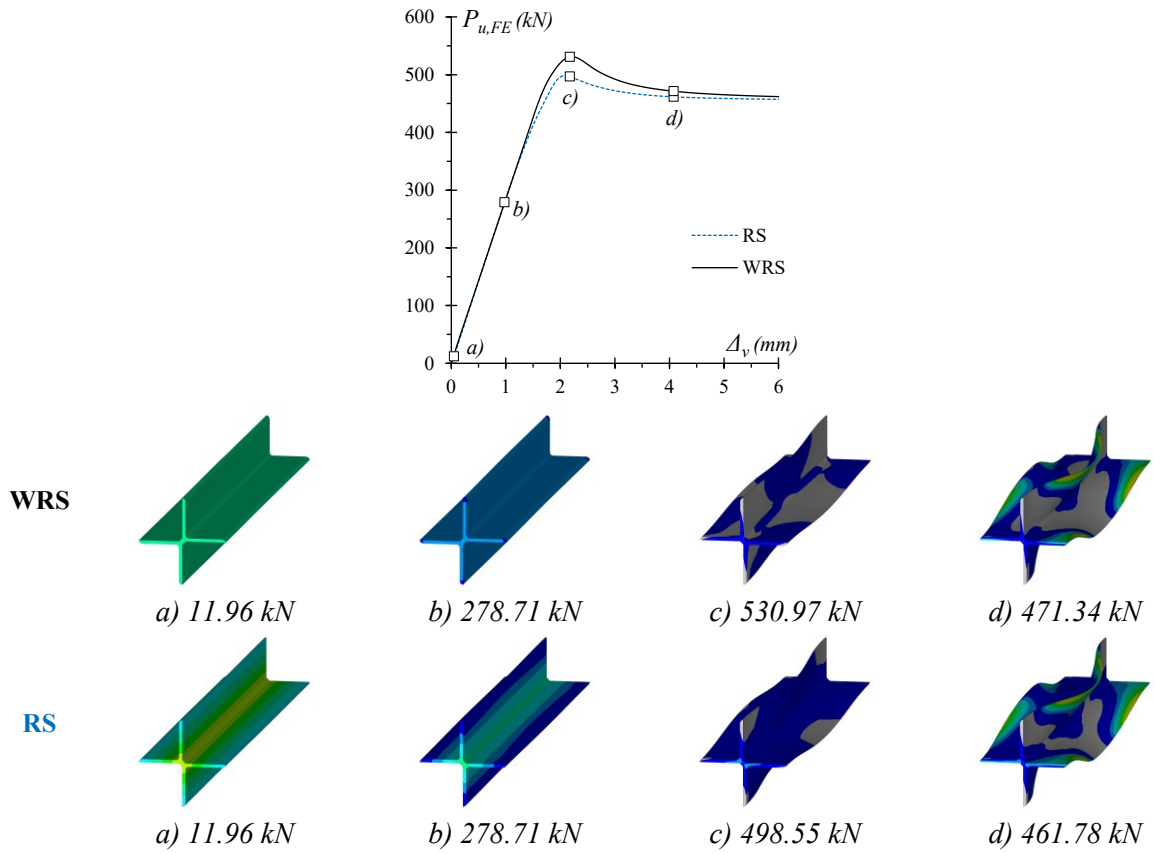 P_{u,FE} (kN)
600
500
400
300
200
100
0
a)
b)
c)
d)
RS
WRS
Δ_v (mm)
0 1 2 3 4 5 6
WRS
a) 11.96 kN b) 278.71 kN c) 530.97 kN d) 471.34 kN
RS
a) 11.96 kN b) 278.71 kN c) 498.55 kN d) 461.78 kN